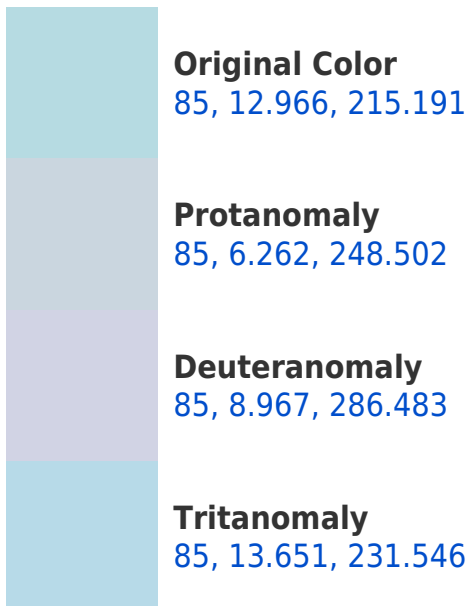 Original Color
85, 12.966, 215.191
Protanomaly
85, 6.262, 248.502
Deuteranomaly
85, 8.967, 286.483
Tritanomaly
85, 13.651, 231.546